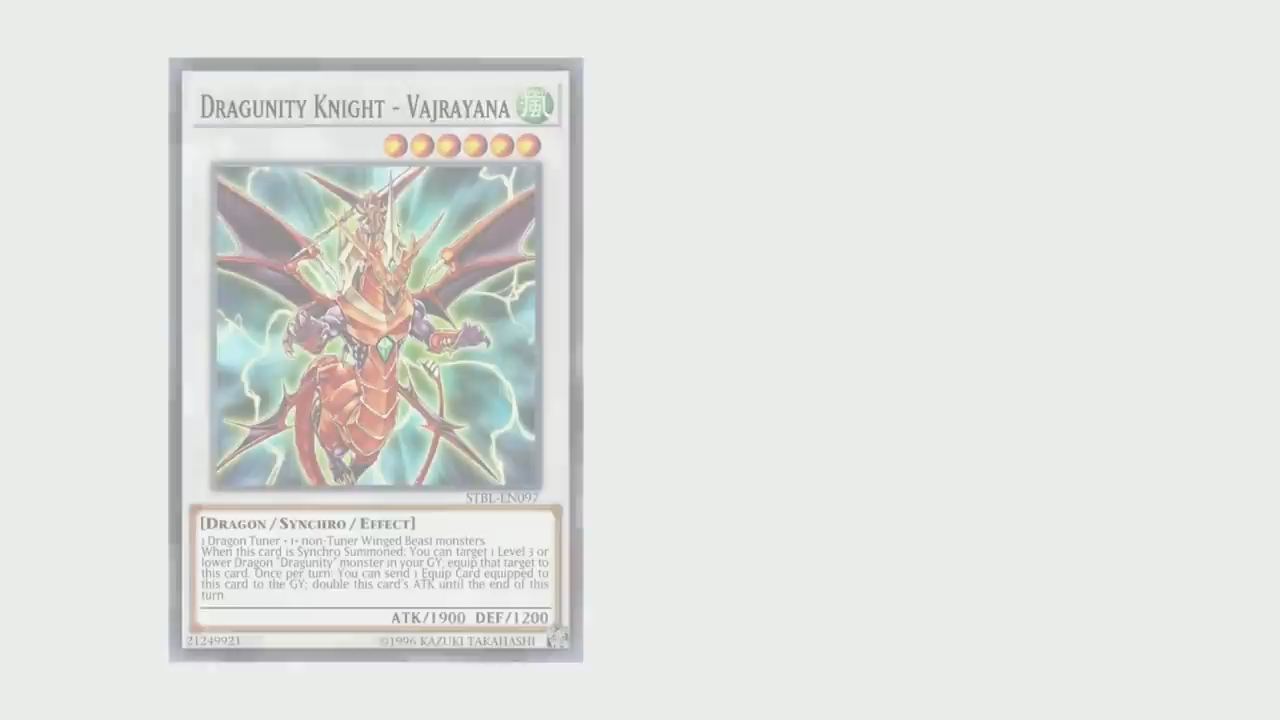 DRAGUNITY KNIGHT - VAJRAYANA 風
STBL-EN097
[DRAGON / SYNCHRO / EFFECT]
1 Dragon Tuner + 1+ non-Tuner Winged Beast monsters
When this card is Synchro Summoned: You can target 1 Level 3 or
lower Dragon "Dragunity" monster in your GY; equip that target to
this card. Once per turn: You can send 1 Equip Card equipped to
this card to the GY; double this card's ATK until the end of this
turn.
ATK/1900 DEF/1200
21249921 ©1996 KAZUKI TAKAHASHI